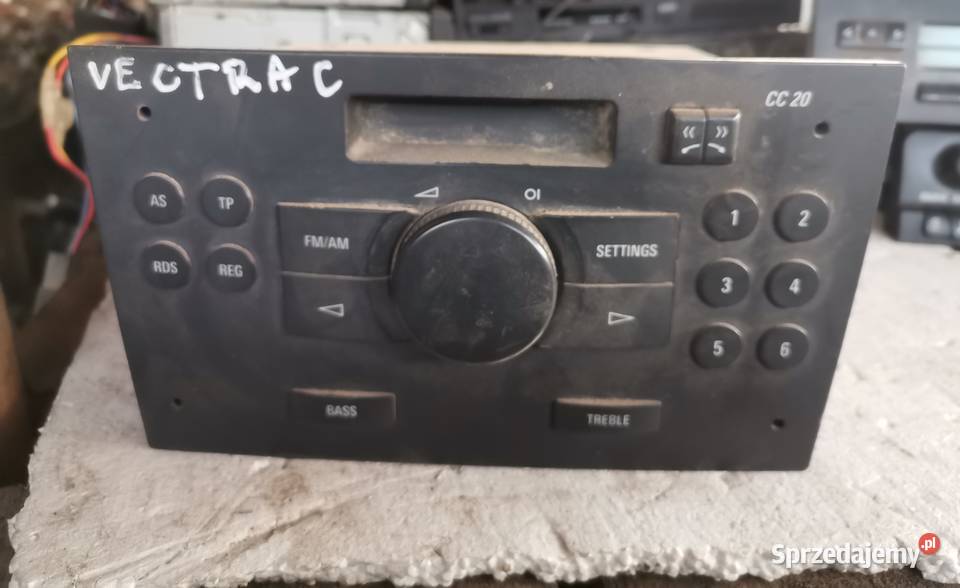 VECTRA C
CC 20
AS TP
RDS REG
FM/AM
SETTINGS
1 2
3 4
5 6
BASS
TREBLE
Sprzedajemy.pl